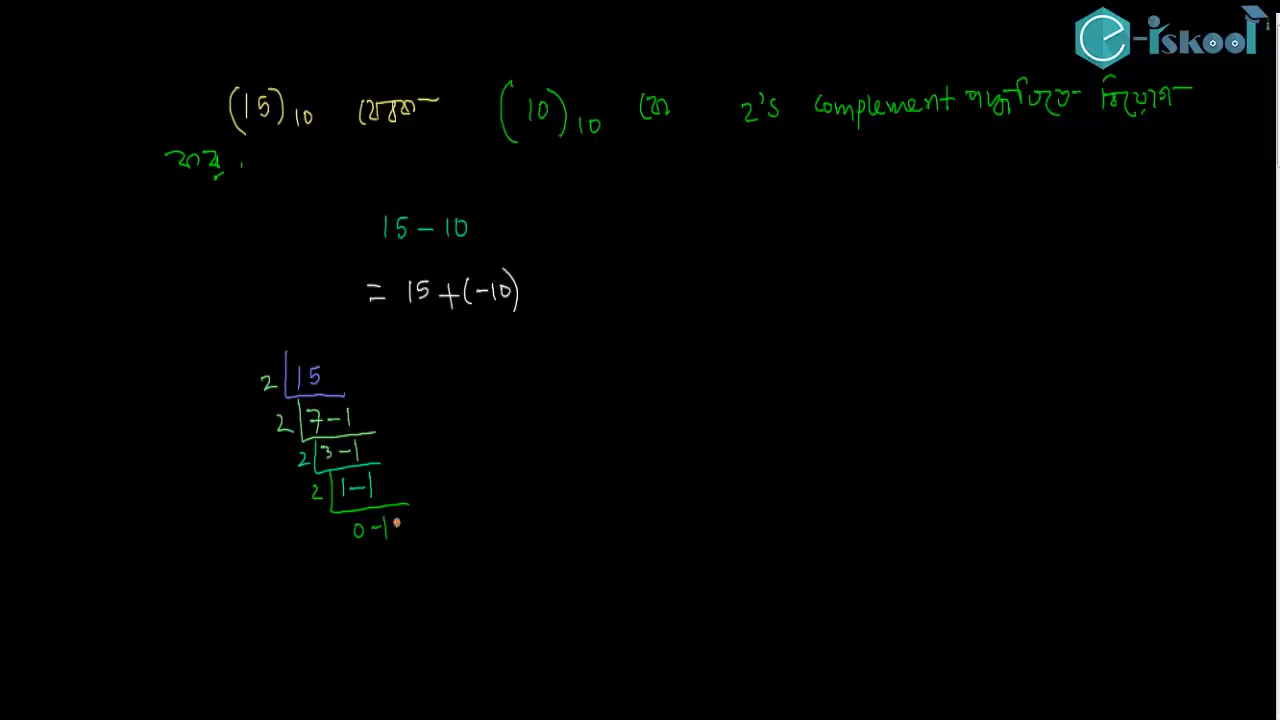 e-iskool
(15)₁₀ থেকে (10)₁₀ কে 2's complement পদ্ধতিতে বিয়োগ
কর .
15 - 10
= 15 + (-10)
2 | 15
2 | 7 - 1
2 | 3 - 1
2 | 1 - 1
0 - 1